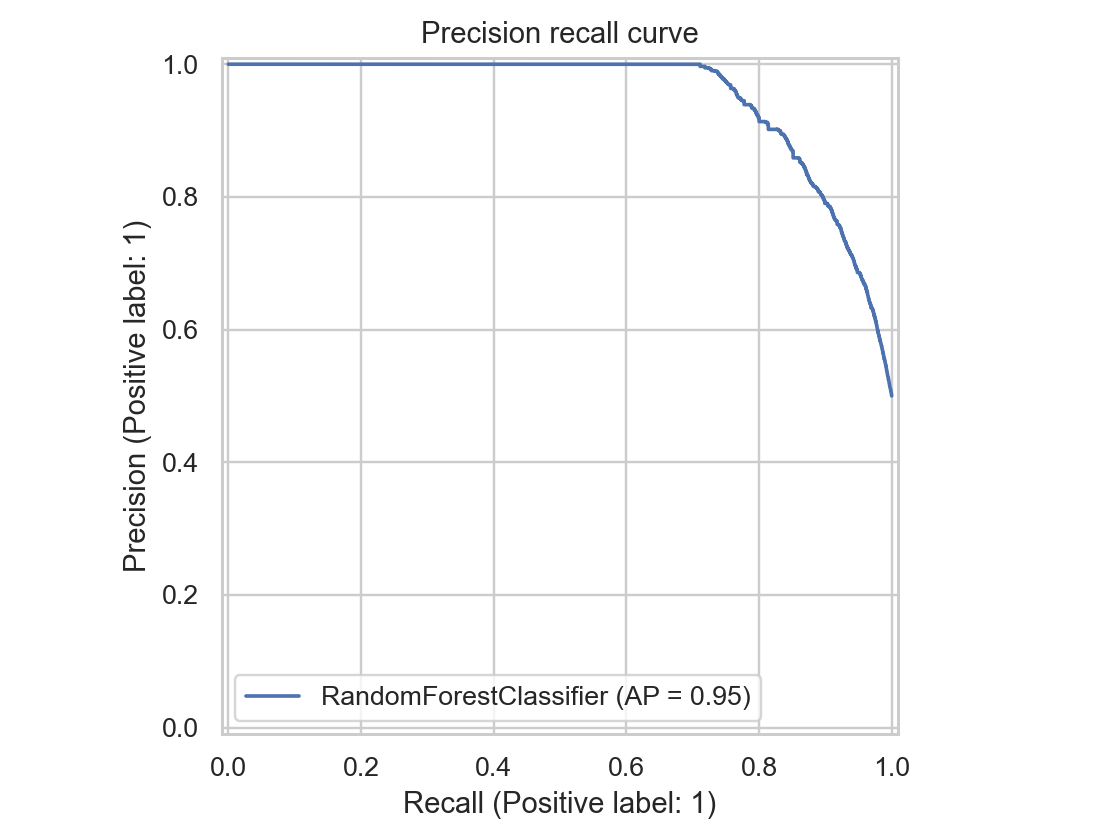 Precision recall curve
1.0
0.8
0.6
0.4
0.2
0.0
Precision (Positive label: 1)
RandomForestClassifier (AP = 0.95)
0.0 0.2 0.4 0.6 0.8 1.0
Recall (Positive label: 1)